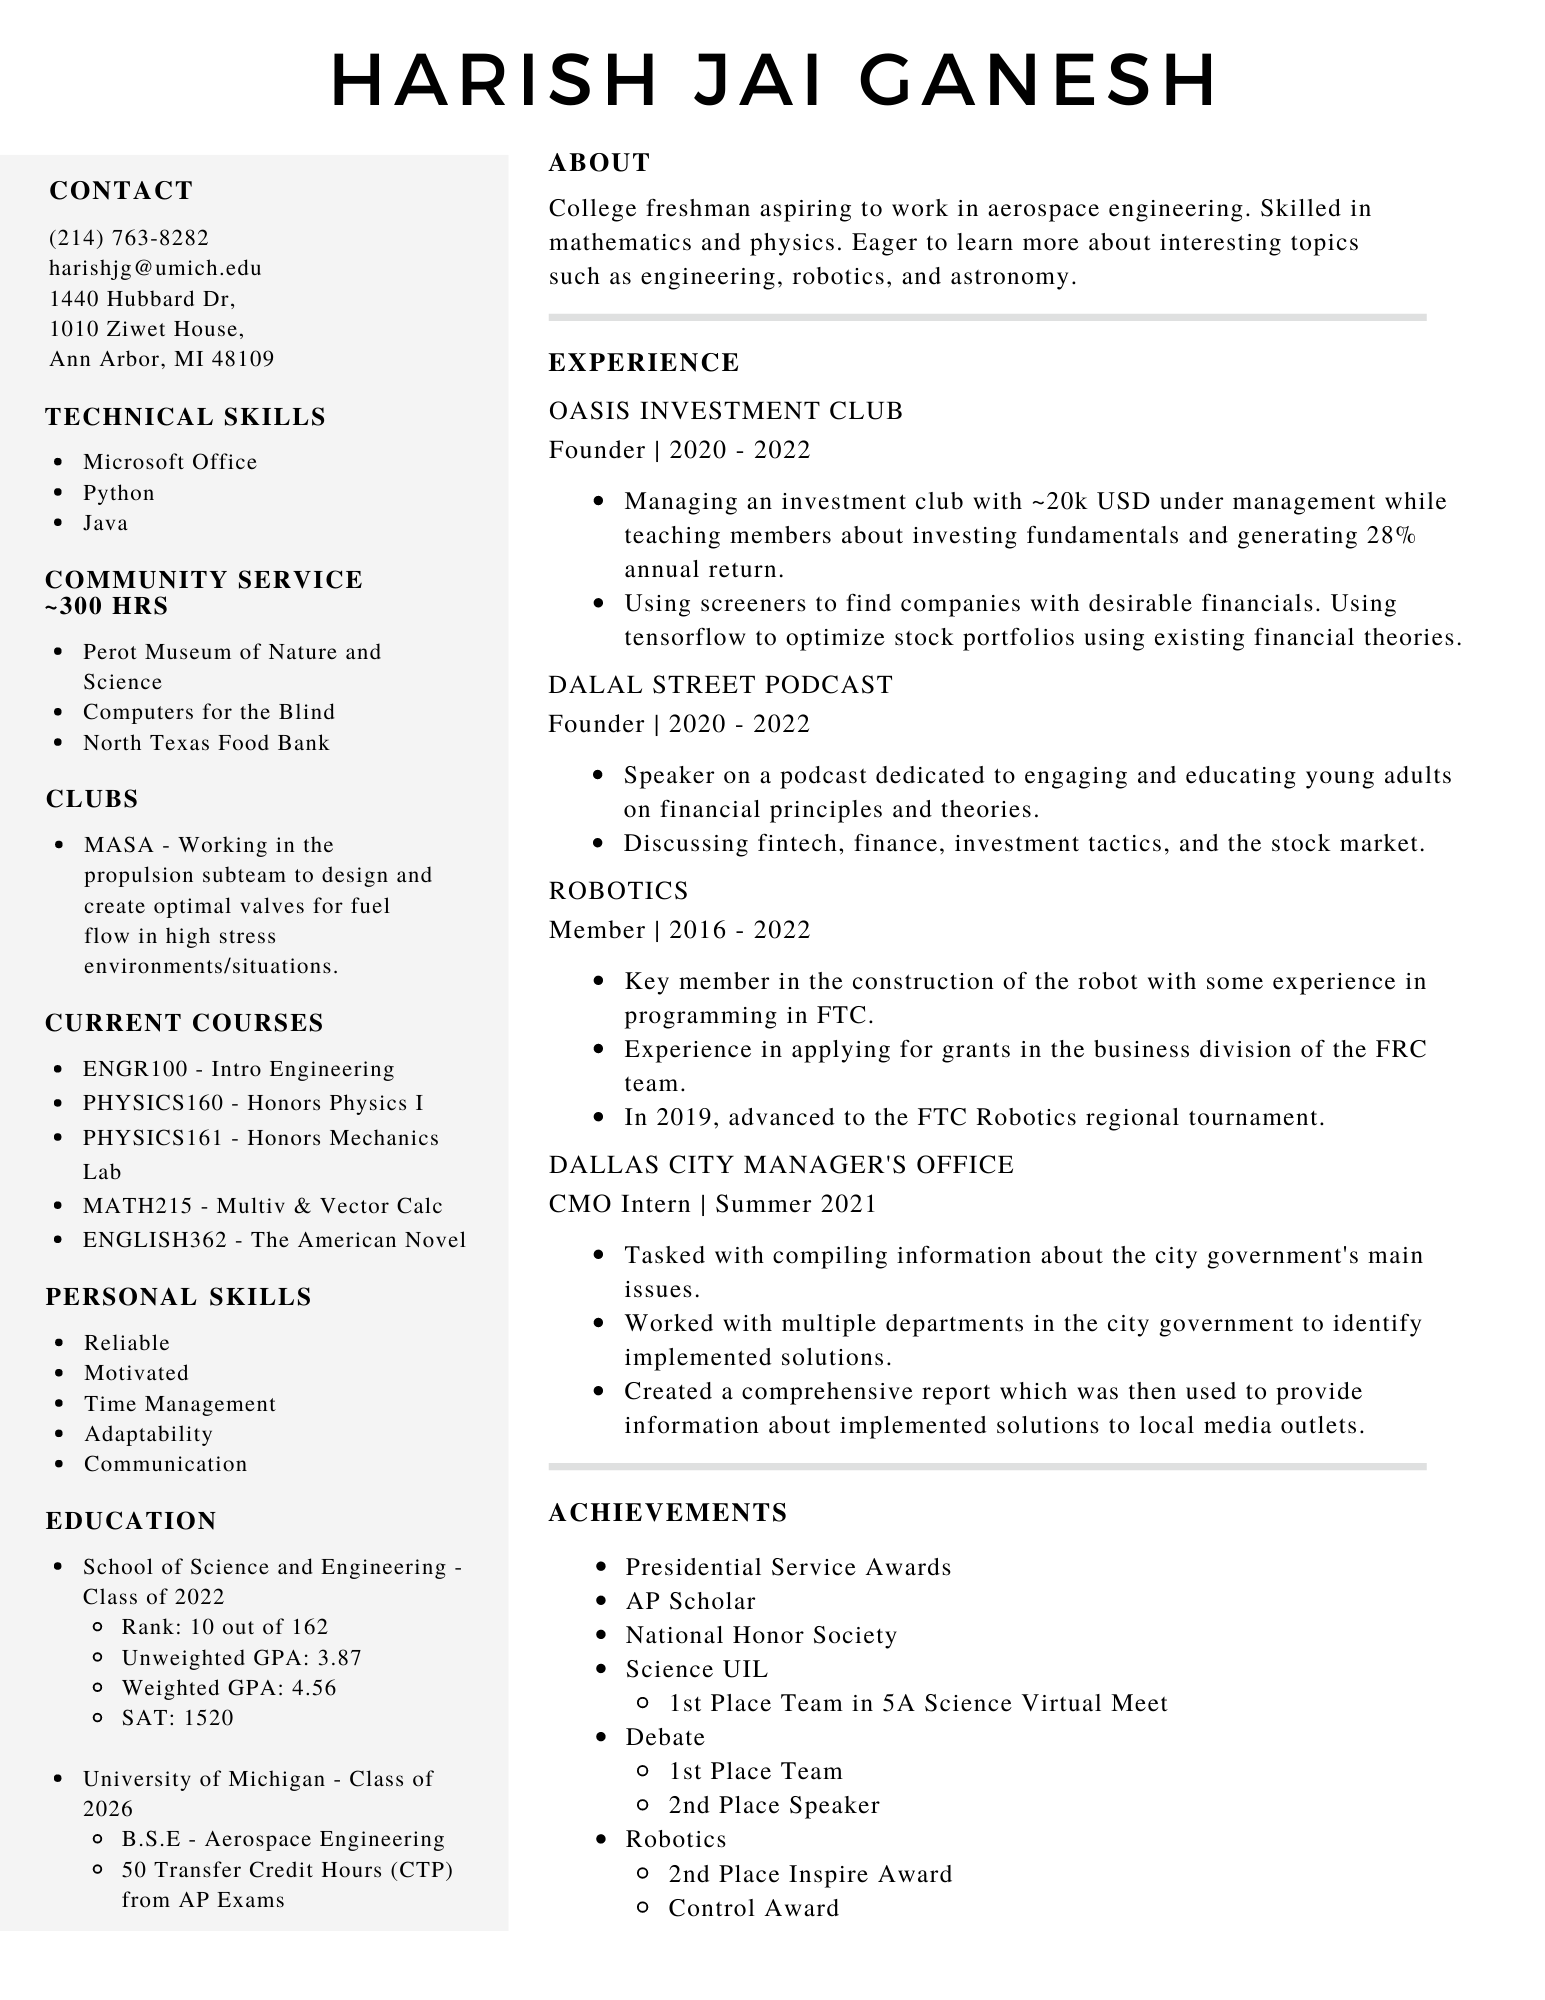 HARISH JAI GANESH
CONTACT
(214) 763-8282
harishjg@umich.edu
1440 Hubbard Dr,
1010 Ziwet House,
Ann Arbor, MI 48109
TECHNICAL SKILLS
• Microsoft Office
• Python
• Java
COMMUNITY SERVICE
~300 HRS
• Perot Museum of Nature and
Science
• Computers for the Blind
• North Texas Food Bank
CLUBS
• MASA - Working in the
propulsion subteam to design and
create optimal valves for fuel
flow in high stress
environments/situations.
CURRENT COURSES
• ENGR100 - Intro Engineering
• PHYSICS160 - Honors Physics I
• PHYSICS161 - Honors Mechanics
Lab
• MATH215 - Multiv & Vector Calc
• ENGLISH362 - The American Novel
PERSONAL SKILLS
• Reliable
• Motivated
• Time Management
• Adaptability
• Communication
EDUCATION
• School of Science and Engineering -
Class of 2022
◦ Rank: 10 out of 162
◦ Unweighted GPA: 3.87
◦ Weighted GPA: 4.56
◦ SAT: 1520
• University of Michigan - Class of
2026
◦ B.S.E - Aerospace Engineering
◦ 50 Transfer Credit Hours (CTP)
from AP Exams
ABOUT
College freshman aspiring to work in aerospace engineering. Skilled in
mathematics and physics. Eager to learn more about interesting topics
such as engineering, robotics, and astronomy.
EXPERIENCE
OASIS INVESTMENT CLUB
Founder | 2020 - 2022
• Managing an investment club with ~20k USD under management while
teaching members about investing fundamentals and generating 28%
annual return.
• Using screeners to find companies with desirable financials. Using
tensorflow to optimize stock portfolios using existing financial theories.
DALAL STREET PODCAST
Founder | 2020 - 2022
• Speaker on a podcast dedicated to engaging and educating young adults
on financial principles and theories.
• Discussing fintech, finance, investment tactics, and the stock market.
ROBOTICS
Member | 2016 - 2022
• Key member in the construction of the robot with some experience in
programming in FTC.
• Experience in applying for grants in the business division of the FRC
team.
• In 2019, advanced to the FTC Robotics regional tournament.
DALLAS CITY MANAGER'S OFFICE
CMO Intern | Summer 2021
• Tasked with compiling information about the city government's main
issues.
• Worked with multiple departments in the city government to identify
implemented solutions.
• Created a comprehensive report which was then used to provide
information about implemented solutions to local media outlets.
ACHIEVEMENTS
• Presidential Service Awards
• AP Scholar
• National Honor Society
• Science UIL
◦ 1st Place Team in 5A Science Virtual Meet
• Debate
◦ 1st Place Team
◦ 2nd Place Speaker
• Robotics
◦ 2nd Place Inspire Award
◦ Control Award